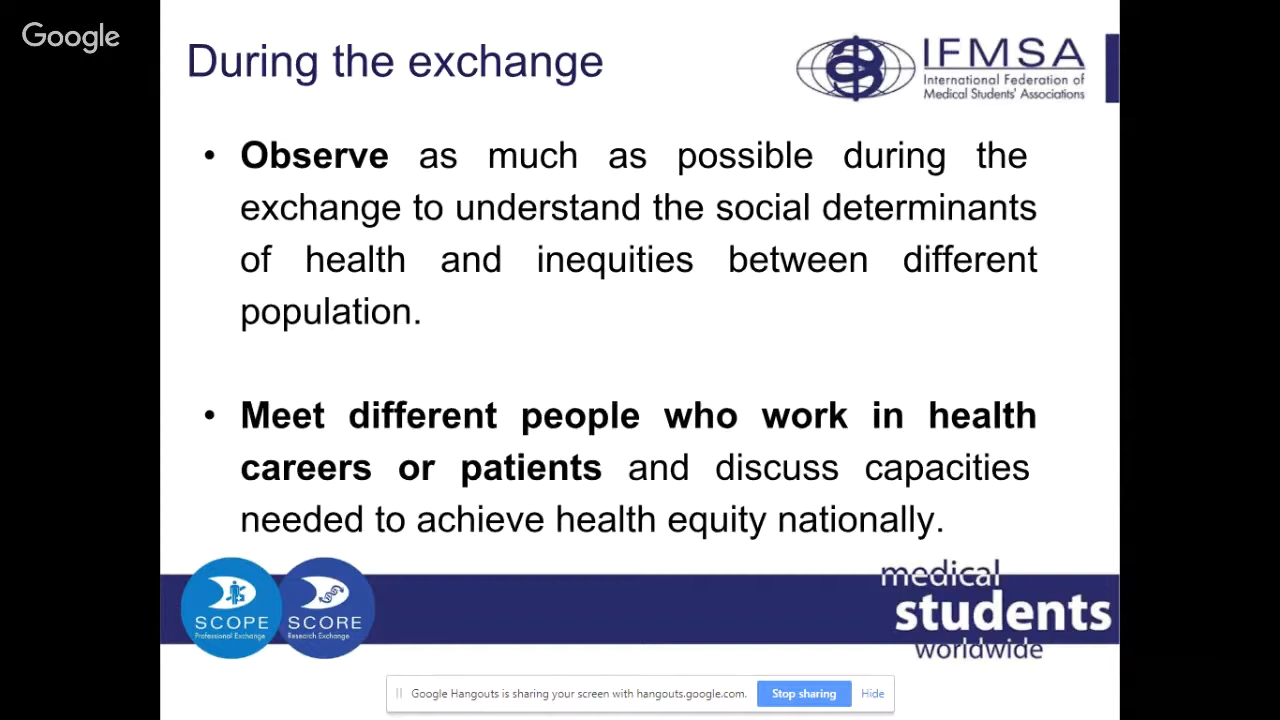 Google
During the exchange
IFMSA
International Federation of
Medical Students' Associations
• Observe as much as possible during the
exchange to understand the social determinants
of health and inequities between different
population.
• Meet different people who work in health
careers or patients and discuss capacities
needed to achieve health equity nationally.
SCOPE
Professional Exchange
SCORE
Research Exchange
medical
students
worldwide
Google Hangouts is sharing your screen with hangouts.google.com.
Stop sharing
Hide